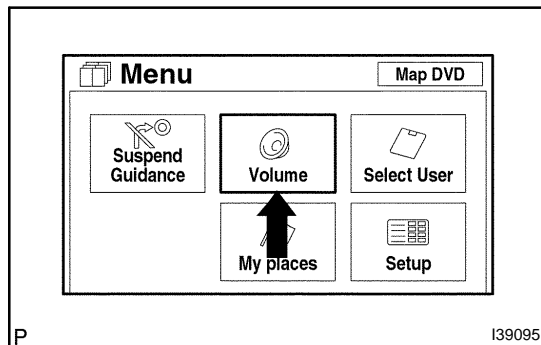 Menu
Map DVD
Suspend
Guidance
Volume
Select User
My places
Setup
P
I39095